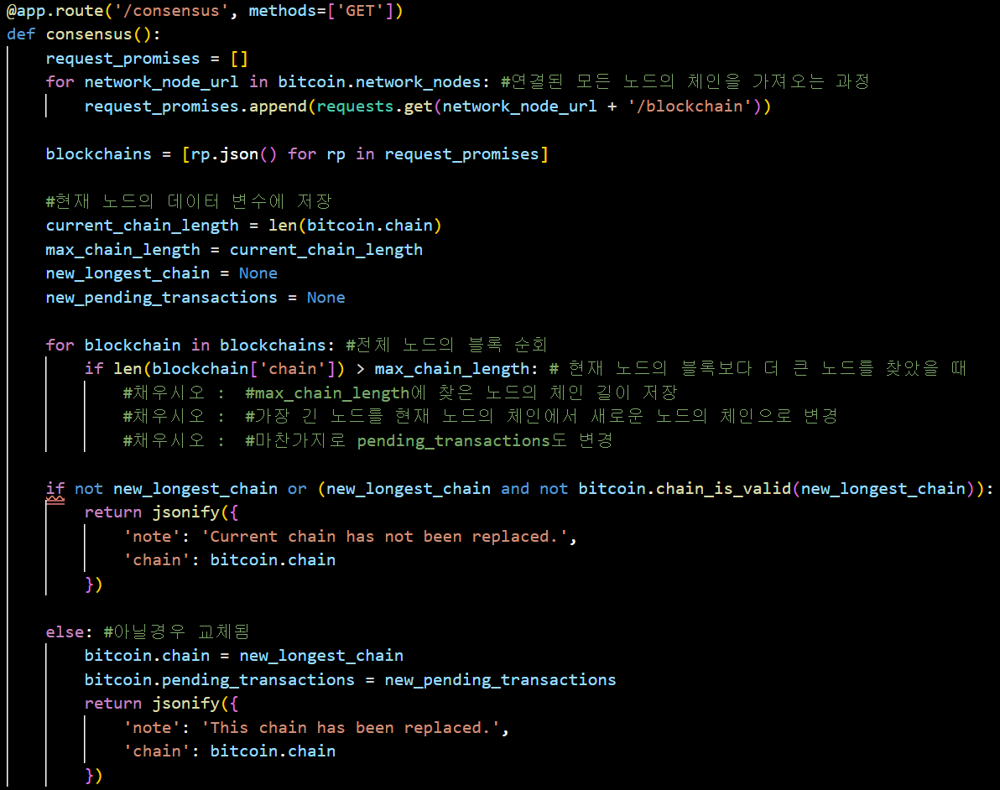 @app.route('/consensus', methods=['GET'])
def consensus():
    request_promises = []
    for network_node_url in bitcoin.network_nodes: #연결된 모든 노드의 체인을 가져오는 과정
        request_promises.append(requests.get(network_node_url + '/blockchain'))
    blockchains = [rp.json() for rp in request_promises]
    #현재 노드의 데이터 변수에 저장
    current_chain_length = len(bitcoin.chain)
    max_chain_length = current_chain_length
    new_longest_chain = None
    new_pending_transactions = None
    for blockchain in blockchains: #전체 노드의 블록 순회
        if len(blockchain['chain']) > max_chain_length: # 현재 노드의 블록보다 더 큰 노드를 찾았을 때
            #채우시오 :  #max_chain_length에 찾은 노드의 체인 길이 저장
            #채우시오 :  #가장 긴 노드를 현재 노드의 체인에서 새로운 노드의 체인으로 변경
            #채우시오 :  #마찬가지로 pending_transactions도 변경
    if not new_longest_chain or (new_longest_chain and not bitcoin.chain_is_valid(new_longest_chain)):
        return jsonify({
            'note': 'Current chain has not been replaced.',
            'chain': bitcoin.chain
        })
    else: #아닐경우 교체됨
        bitcoin.chain = new_longest_chain
        bitcoin.pending_transactions = new_pending_transactions
        return jsonify({
            'note': 'This chain has been replaced.',
            'chain': bitcoin.chain
        })